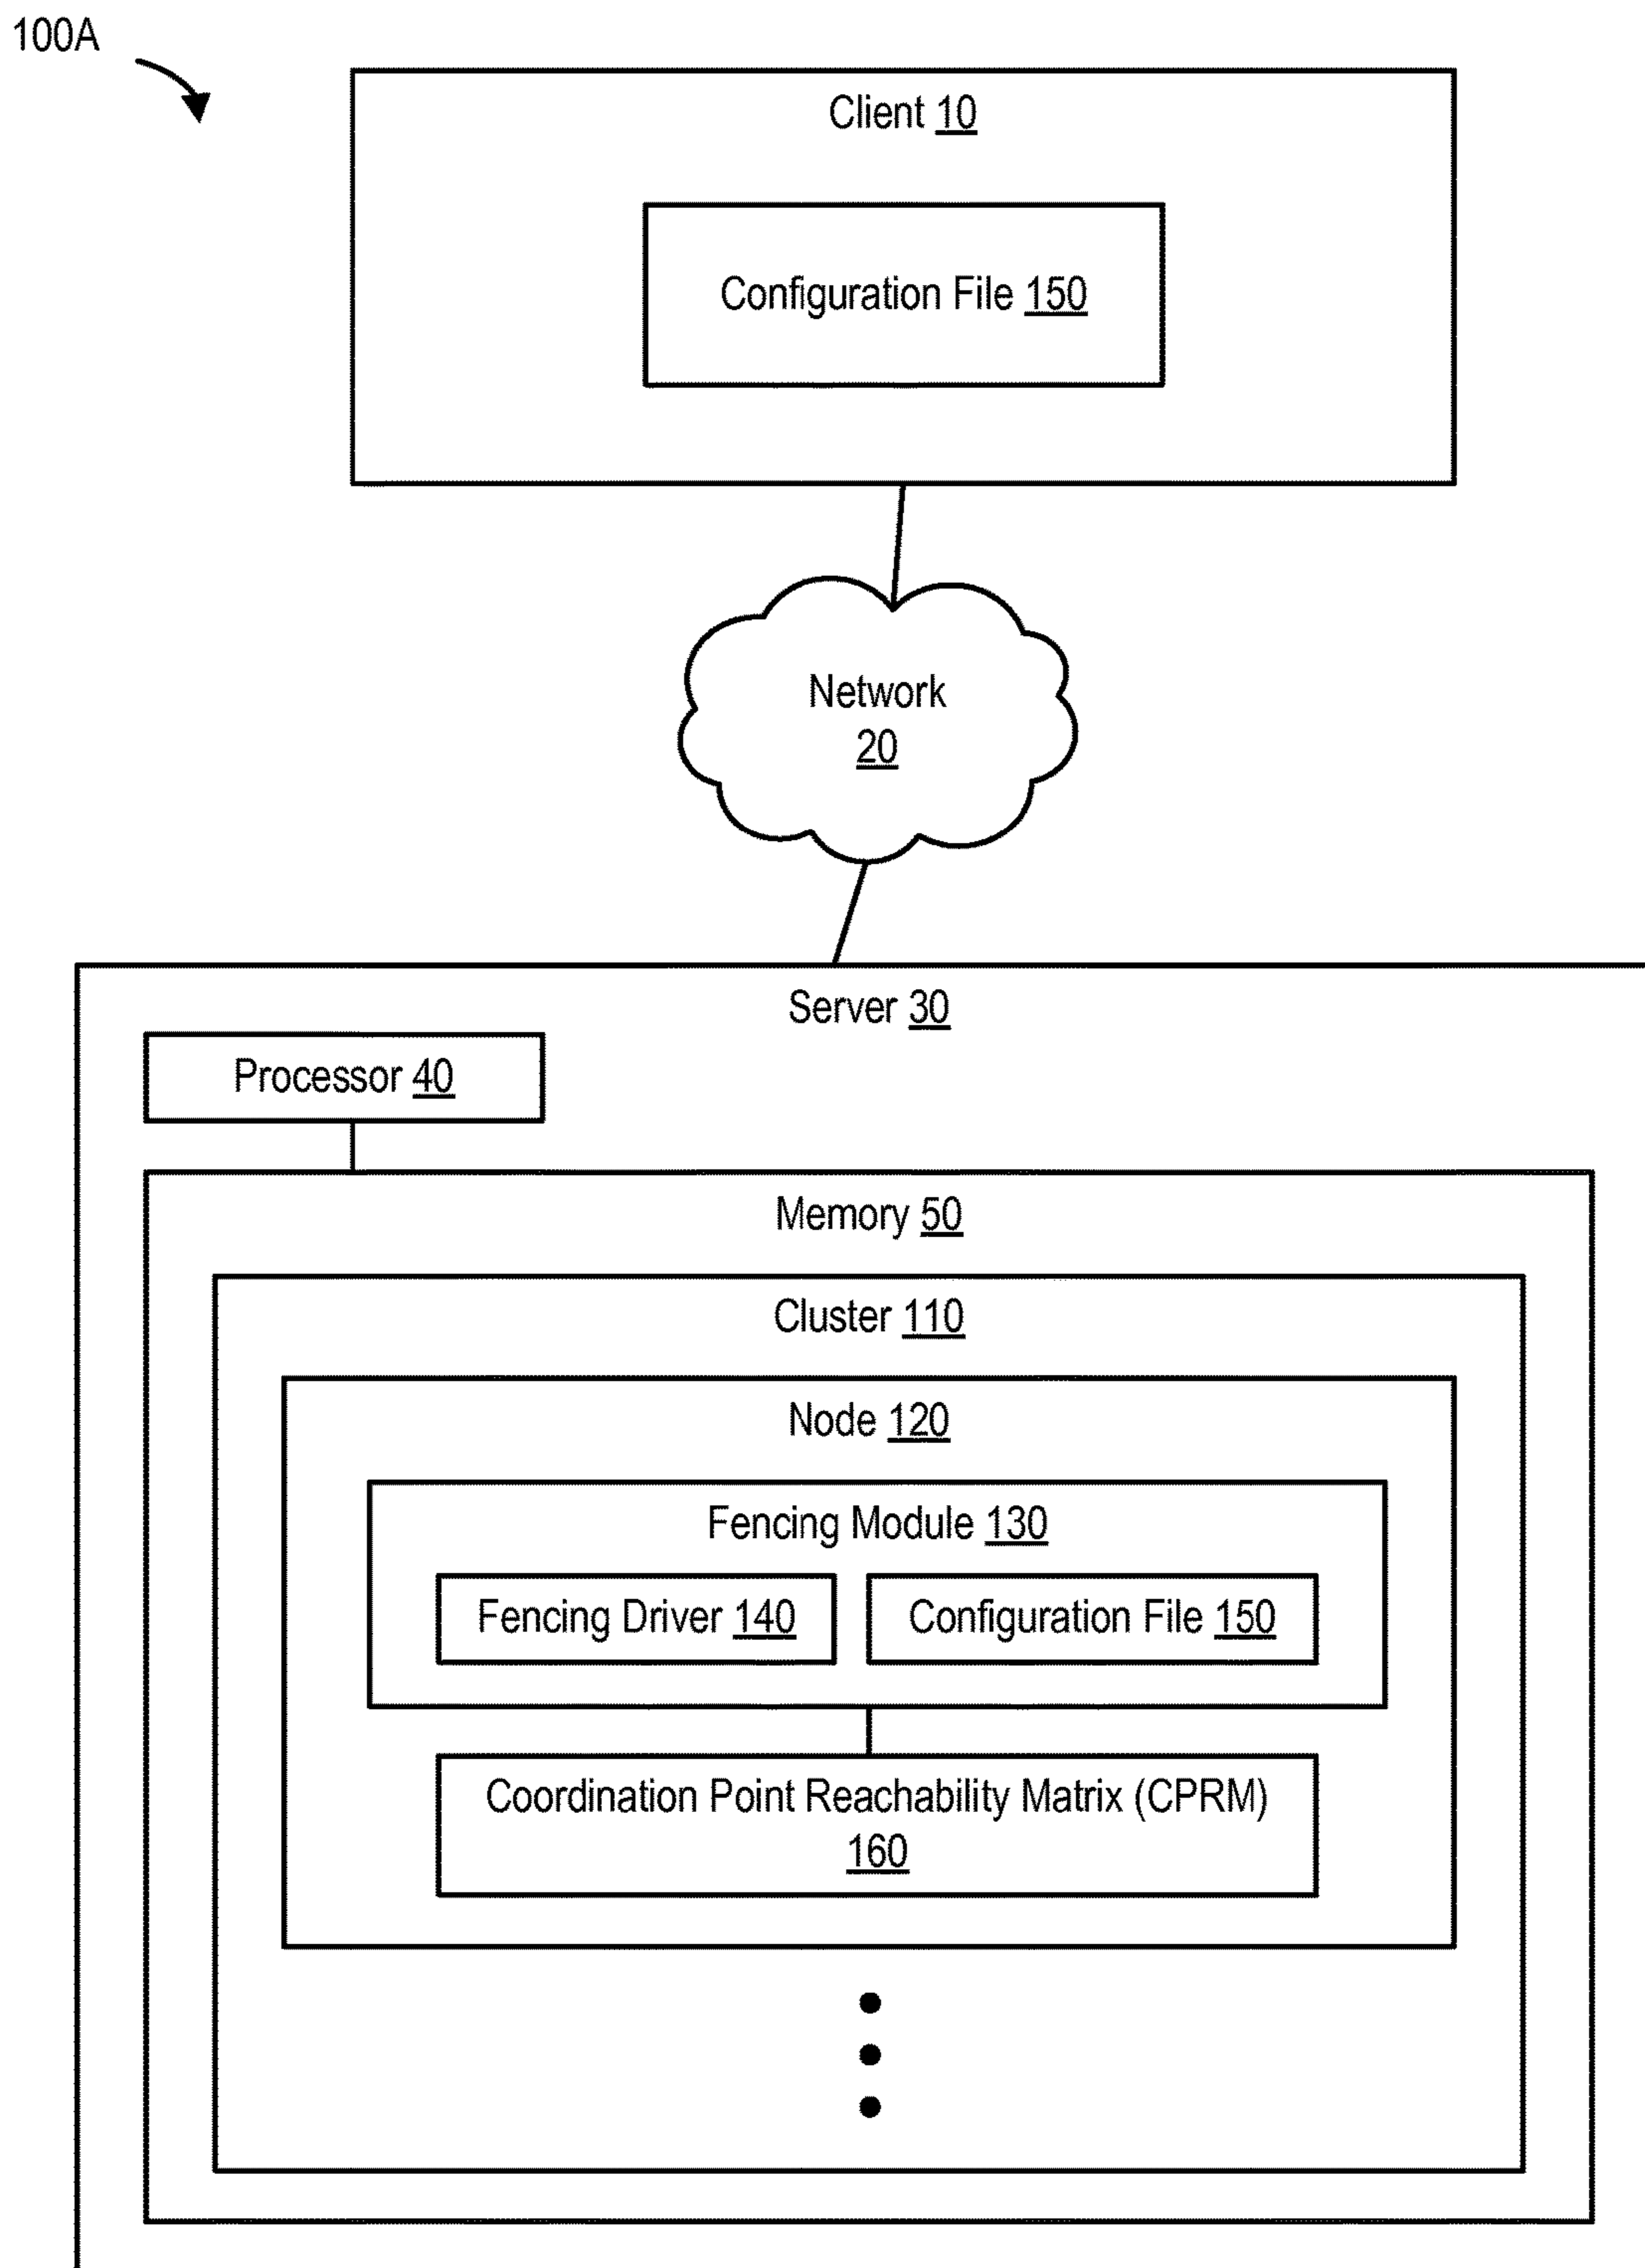 100A
Client 10
Configuration File 150
Network
20
Server 30
Processor 40
Memory 50
Cluster 110
Node 120
Fencing Module 130
Fencing Driver 140
Configuration File 150
Coordination Point Reachability Matrix (CPRM)
160